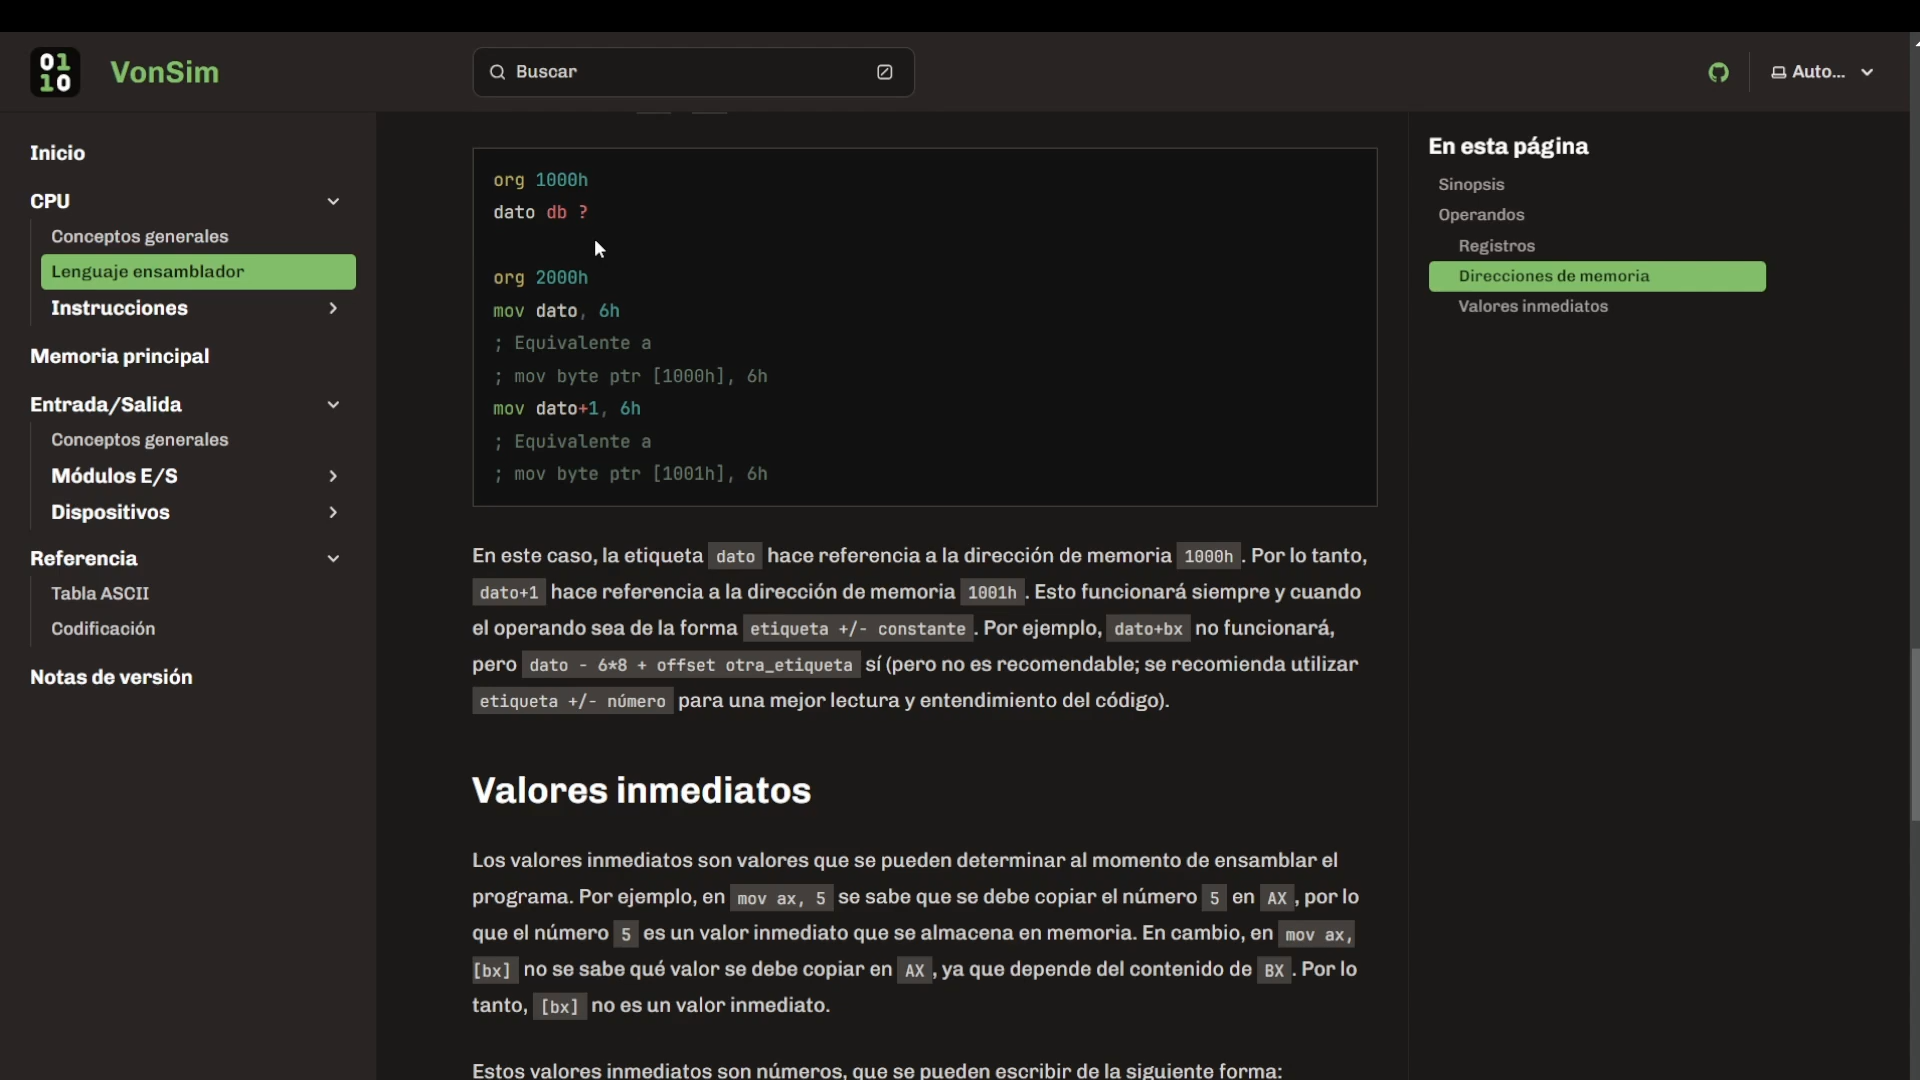 01
10
VonSim
Buscar
Auto...
Inicio
CPU
Conceptos generales
Lenguaje ensamblador
Instrucciones
Memoria principal
Entrada/Salida
Conceptos generales
Módulos E/S
Dispositivos
Referencia
Tabla ASCII
Codificación
Notas de versión
org 1000h
dato db ?
org 2000h
mov dato, 6h
; Equivalente a
; mov byte ptr [1000h], 6h
mov dato+1, 6h
; Equivalente a
; mov byte ptr [1001h], 6h
En este caso, la etiqueta dato hace referencia a la dirección de memoria 1000h. Por lo tanto,
dato+1 hace referencia a la dirección de memoria 1001h. Esto funcionará siempre y cuando
el operando sea de la forma etiqueta +/- constante. Por ejemplo, dato+bx no funcionará,
pero dato - 6*8 + offset otra_etiqueta sí (pero no es recomendable; se recomienda utilizar
etiqueta +/- número para una mejor lectura y entendimiento del código).
Valores inmediatos
Los valores inmediatos son valores que se pueden determinar al momento de ensamblar el
programa. Por ejemplo, en mov ax, 5 se sabe que se debe copiar el número 5 en AX, por lo
que el número 5 es un valor inmediato que se almacena en memoria. En cambio, en mov ax,
[bx] no se sabe qué valor se debe copiar en AX, ya que depende del contenido de BX. Por lo
tanto, [bx] no es un valor inmediato.
Estos valores inmediatos son números, que se pueden escribir de la siguiente forma:
En esta página
Sinopsis
Operandos
Registros
Direcciones de memoria
Valores inmediatos